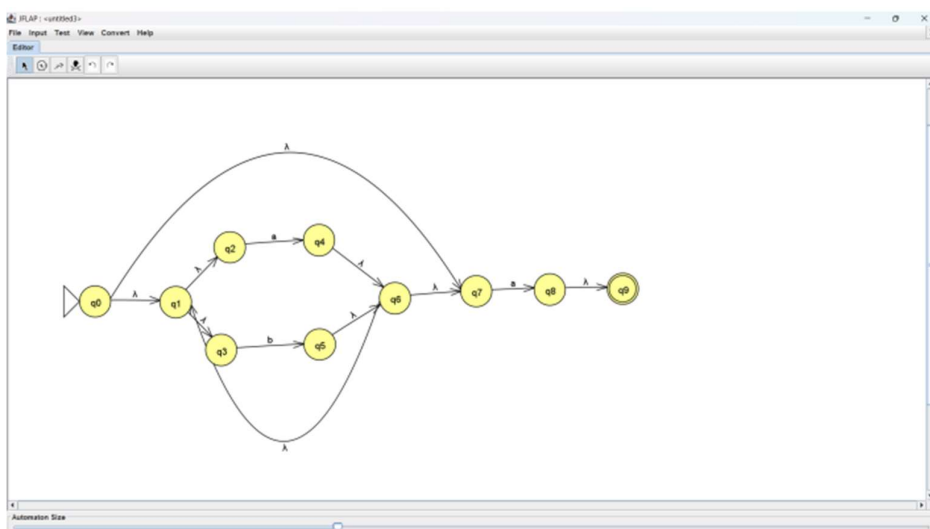 JFLAP : <untitled3>
File Input Test View Convert Help
Editor
λ
q2
a
q4
λ
λ
q0
λ
q1
q6
λ
q7
a
q8
λ
q9
λ
λ
q3
b
q5
λ
Automaton Size